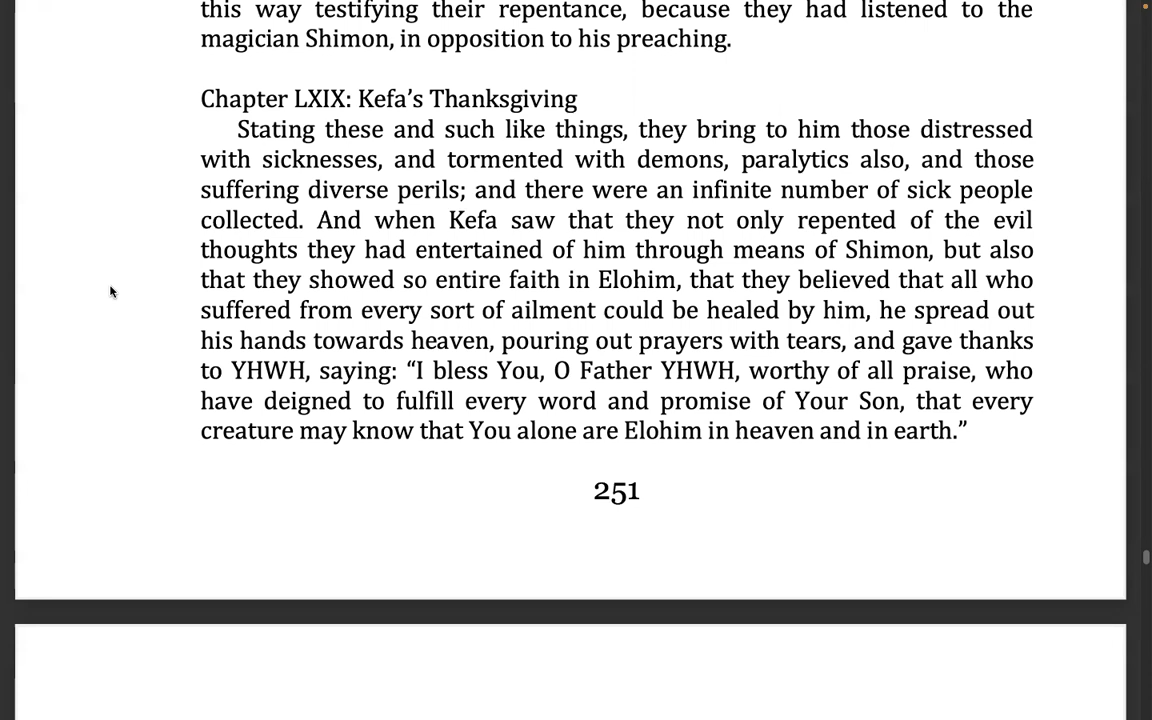 this way testifying their repentance, because they had listened to the
magician Shimon, in opposition to his preaching.
Chapter LXIX: Kefa’s Thanksgiving
Stating these and such like things, they bring to him those distressed
with sicknesses, and tormented with demons, paralytics also, and those
suffering diverse perils; and there were an infinite number of sick people
collected. And when Kefa saw that they not only repented of the evil
thoughts they had entertained of him through means of Shimon, but also
that they showed so entire faith in Elohim, that they believed that all who
suffered from every sort of ailment could be healed by him, he spread out
his hands towards heaven, pouring out prayers with tears, and gave thanks
to YHWH, saying: “I bless You, O Father YHWH, worthy of all praise, who
have deigned to fulfill every word and promise of Your Son, that every
creature may know that You alone are Elohim in heaven and in earth.”
251